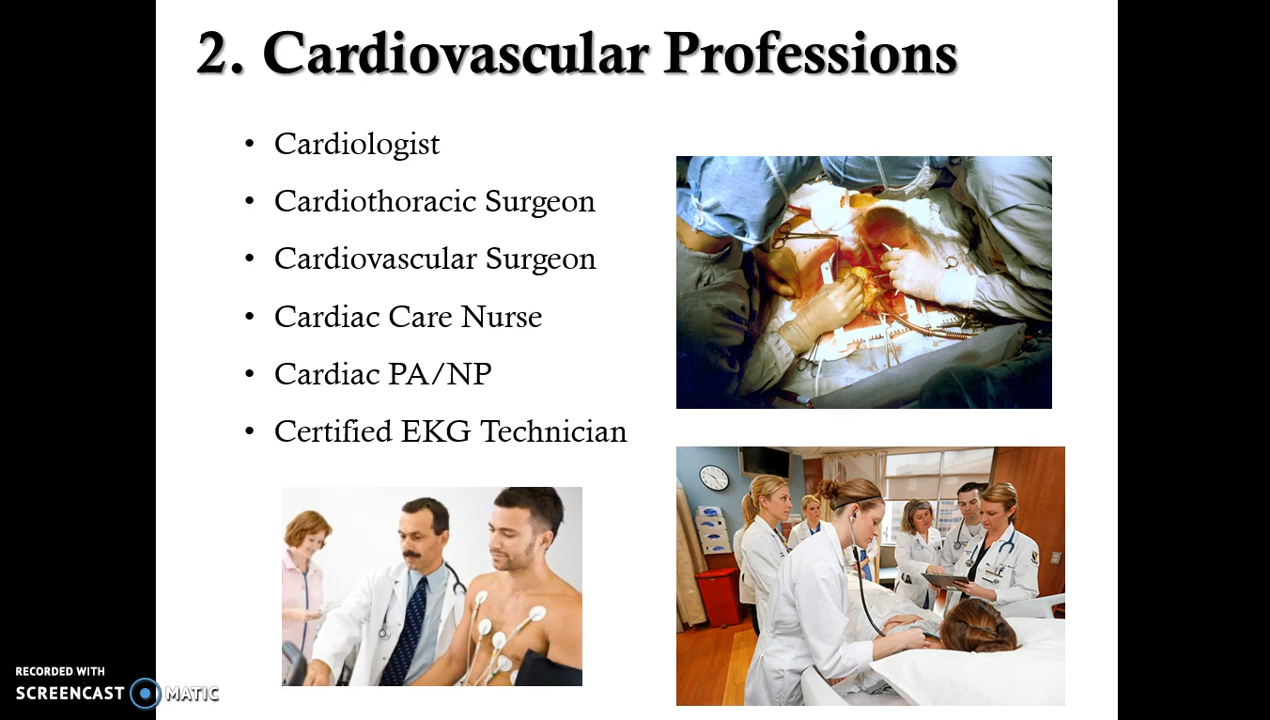 2. Cardiovascular Professions
• Cardiologist
• Cardiothoracic Surgeon
• Cardiovascular Surgeon
• Cardiac Care Nurse
• Cardiac PA/NP
• Certified EKG Technician
RECORDED WITH
SCREENCAST MATIC